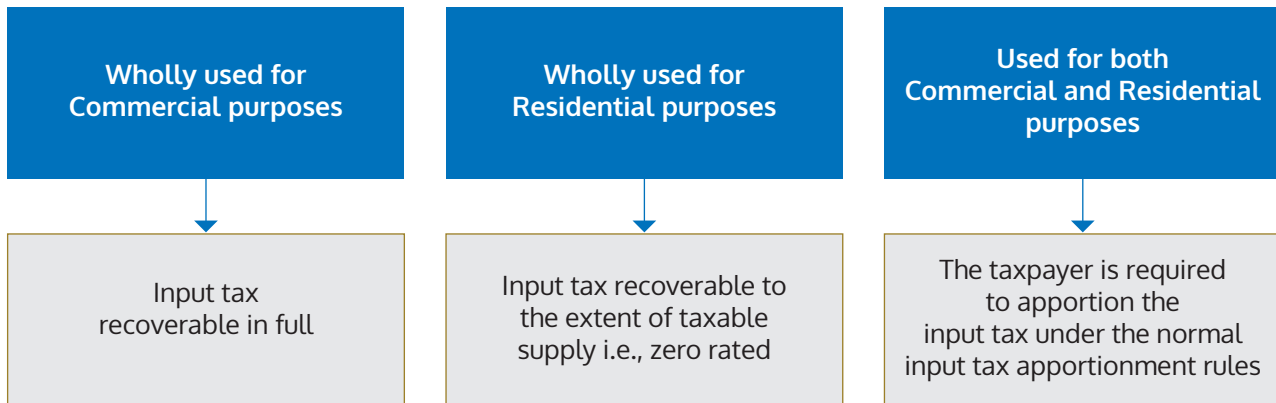 Wholly used for
Commercial purposes
Input tax
recoverable in full
Wholly used for
Residential purposes
Input tax recoverable to
the extent of taxable
supply i.e., zero rated
Used for both
Commercial and Residential
purposes
The taxpayer is required
to apportion the
input tax under the normal
input tax apportionment rules